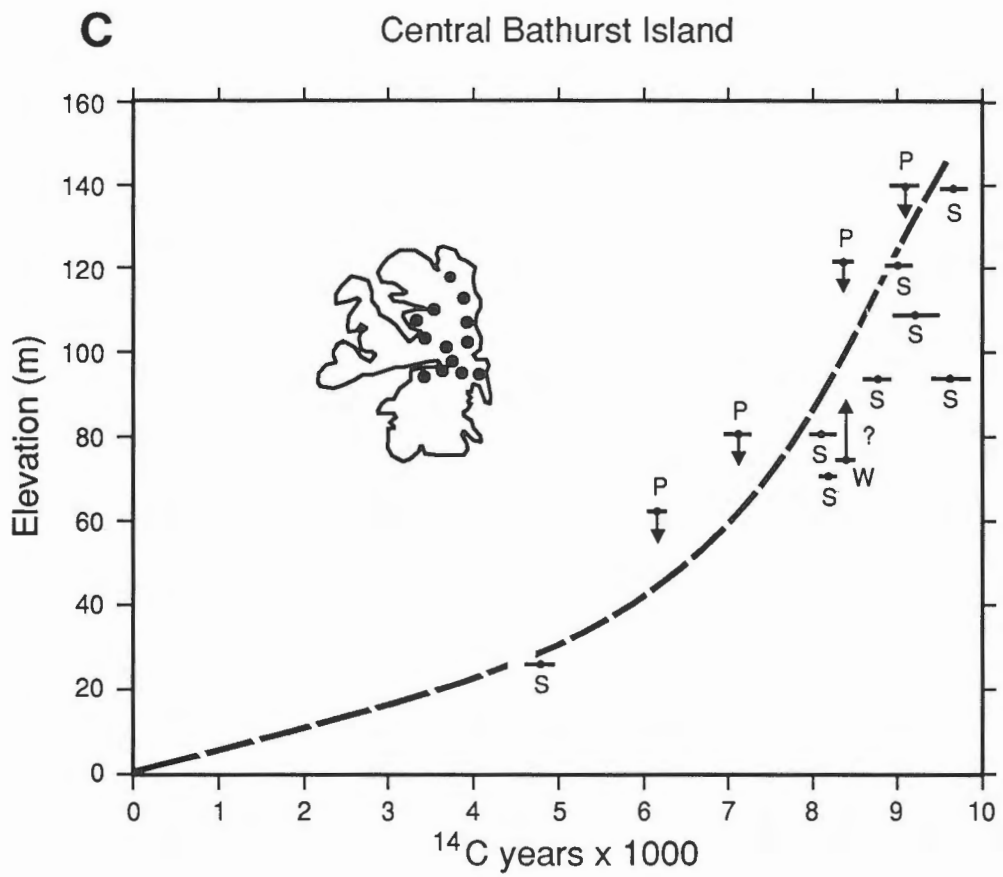 C Central Bathurst Island
160
140
120
100
80
60
40
20
0
Elevation (m)
P
S
P
S
S
S
S
P
S
?
W
S
P
S
0 1 2 3 4 5 6 7 8 9 10
¹⁴C years x 1000